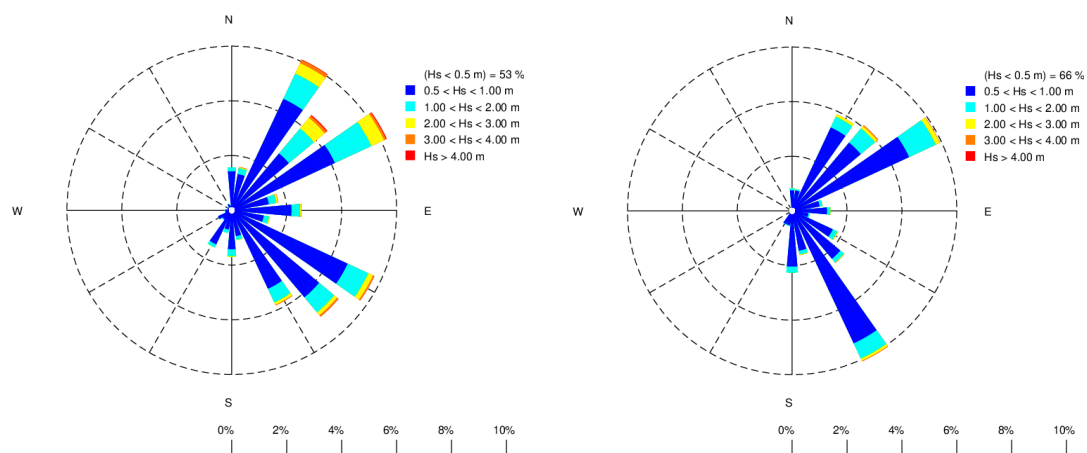 N
(Hs < 0.5 m) = 53 %
0.5 < Hs < 1.00 m
1.00 < Hs < 2.00 m
2.00 < Hs < 3.00 m
3.00 < Hs < 4.00 m
Hs > 4.00 m
W
E
S
0% 2% 4% 6% 8% 10%
N
(Hs < 0.5 m) = 66 %
0.5 < Hs < 1.00 m
1.00 < Hs < 2.00 m
2.00 < Hs < 3.00 m
3.00 < Hs < 4.00 m
Hs > 4.00 m
W
E
S
0% 2% 4% 6% 8% 10%